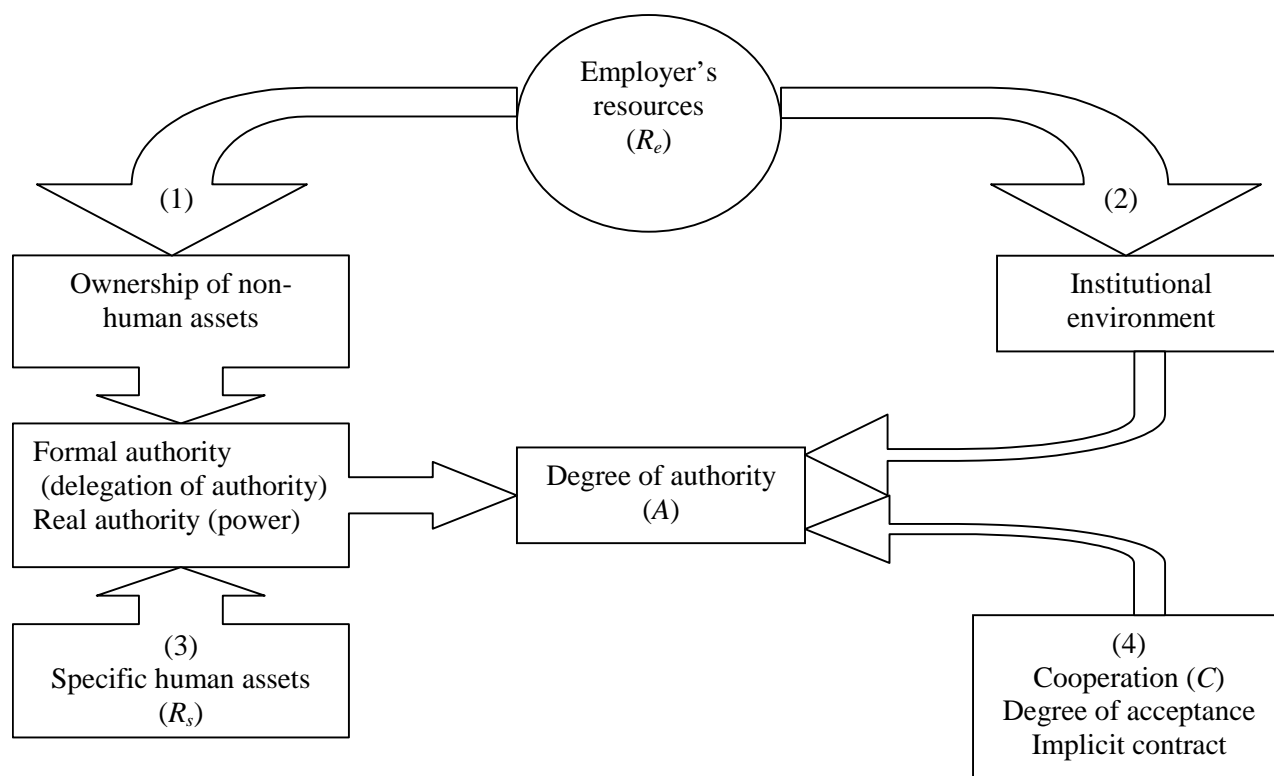 Employer’s
resources
(Re)
(1)
(2)
Ownership of non-
human assets
Institutional
environment
Formal authority
(delegation of authority)
Real authority (power)
Degree of authority
(A)
(3)
Specific human assets
(Rs)
(4)
Cooperation (C)
Degree of acceptance
Implicit contract